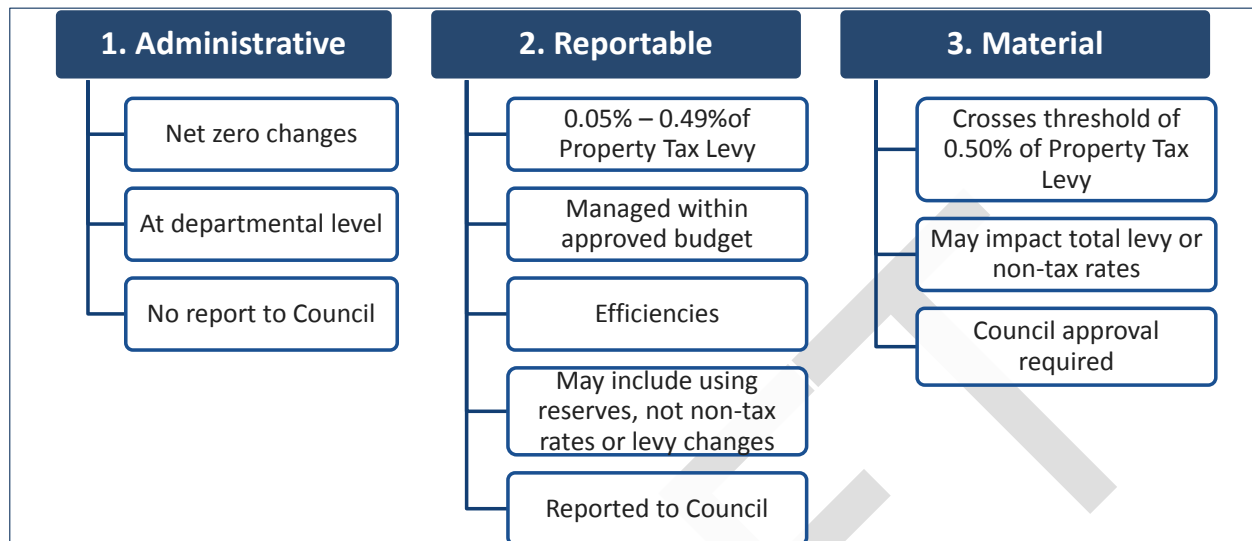 1. Administrative
Net zero changes
At departmental level
No report to Council
2. Reportable
0.05% – 0.49%of
Property Tax Levy
Managed within
approved budget
Efficiencies
May include using
reserves, not non-tax
rates or levy changes
Reported to Council
3. Material
Crosses threshold of
0.50% of Property Tax
Levy
May impact total levy or
non-tax rates
Council approval
required